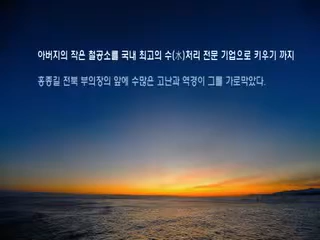 아버지의 작은 철공소를 국내 최고의 수(水)처리 전문 기업으로 키우기 까지
홍종길 전북 부의장의 앞에 수많은 고난과 역경이 그를 가로막았다.